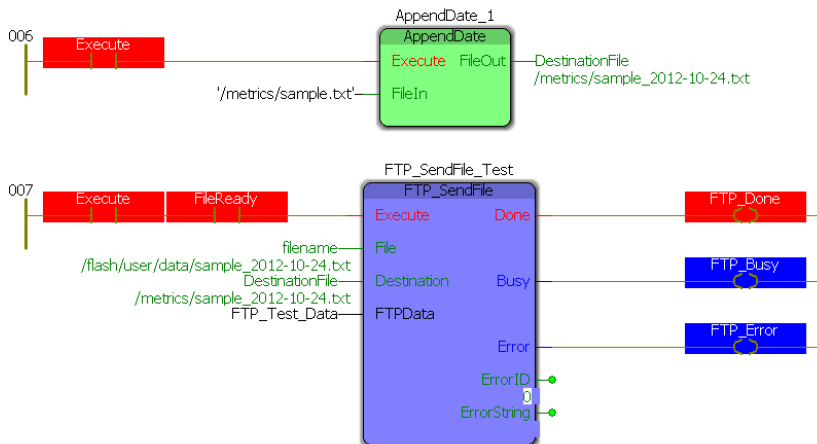 AppendDate_1
006
Execute
AppendDate
Execute FileOut DestinationFile
/metrics/sample_2012-10-24.txt
'/metrics/sample.txt' FileIn
FTP_SendFile_Test
007
Execute FileReady FTP_SendFile FTP_Done
Execute Done
filename File
/flash/user/data/sample_2012-10-24.txt
FTP_Busy
DestinationFile Destination Busy
/metrics/sample_2012-10-24.txt
FTP_Test_Data FTPData
FTP_Error
Error
ErrorID
0
ErrorString